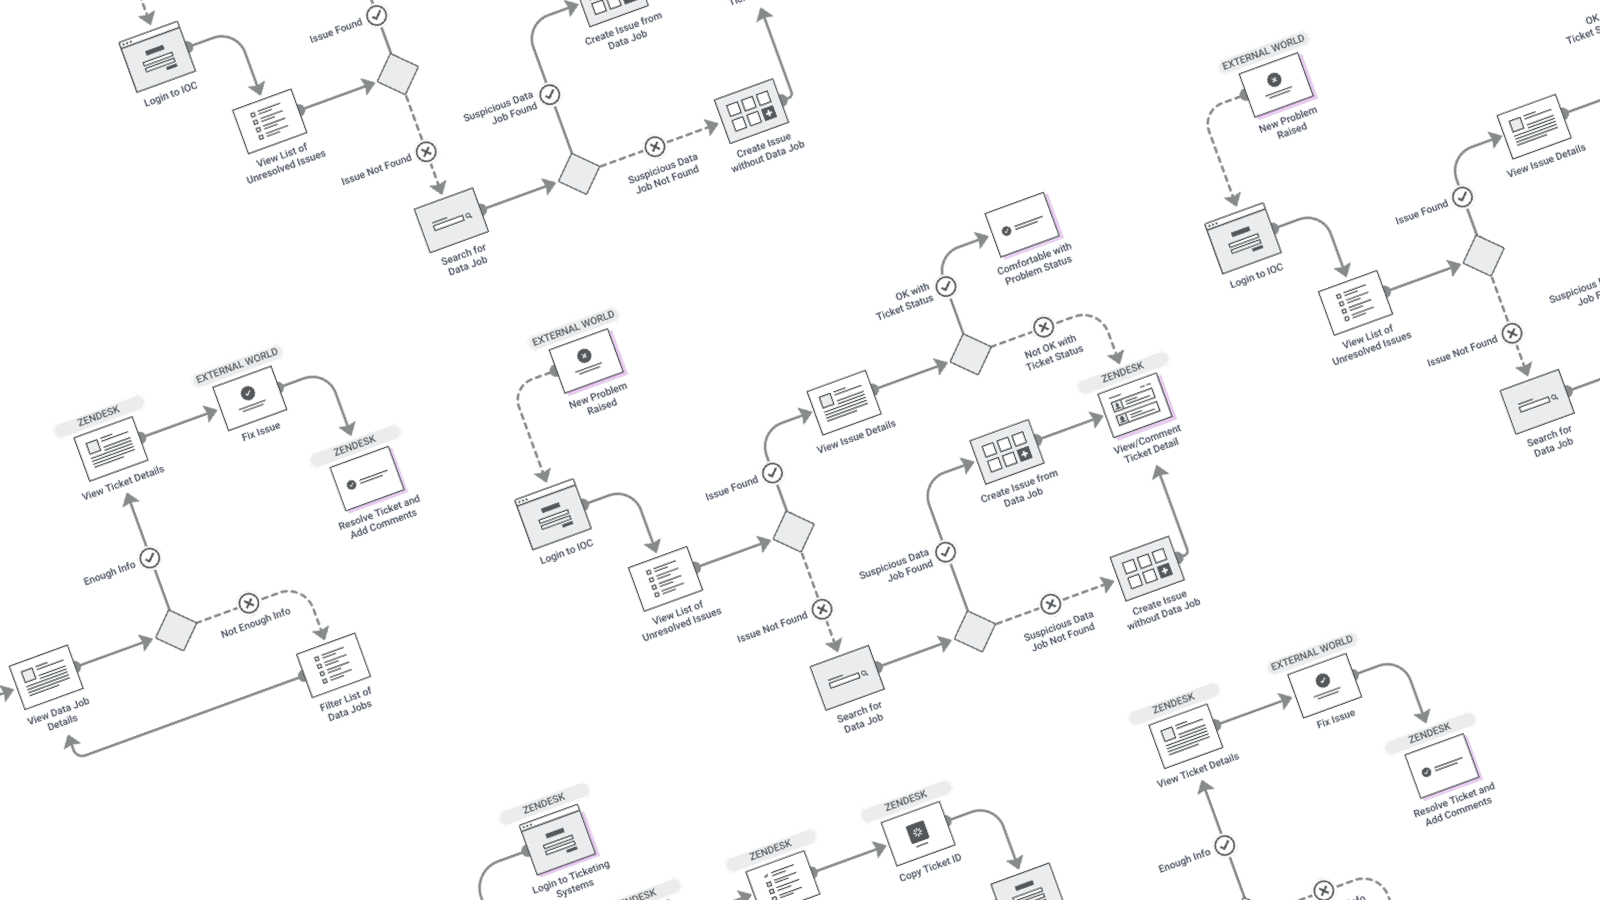 Issue Found
Login to IOC
View List of
Unresolved Issues
Issue Not Found
Create Issue from
Data Job
Suspicious Data
Job Found
Suspicious Data
Job Not Found
Create Issue
without Data Job
Search for
Data Job
EXTERNAL WORLD
New Problem
Raised
Login to IOC
View List of
Unresolved Issues
Issue Found
Issue Not Found
View Issue Details
OK
Ticket S
Suspicious
Job F
Search for
Data Job
Comfortable with
Problem Status
OK with
Ticket Status
Not OK with
Ticket Status
EXTERNAL WORLD
New Problem
Raised
Login to IOC
View List of
Unresolved Issues
Issue Found
Issue Not Found
View Issue Details
ZENDESK
View/Comment
Ticket Detail
Create Issue from
Data Job
Suspicious Data
Job Found
Suspicious Data
Job Not Found
Create Issue
without Data Job
Search for
Data Job
ZENDESK
View Ticket Details
EXTERNAL WORLD
Fix Issue
ZENDESK
Resolve Ticket and
Add Comments
Enough Info
Not Enough Info
View Data Job
Details
Filter List of
Data Jobs
ZENDESK
Login to Ticketing
Systems
ENDESK
ZENDESK
ZENDESK
Copy Ticket ID
ZENDESK
View Ticket Details
EXTERNAL WORLD
Fix Issue
ZENDESK
Resolve Ticket and
Add Comments
Enough Info